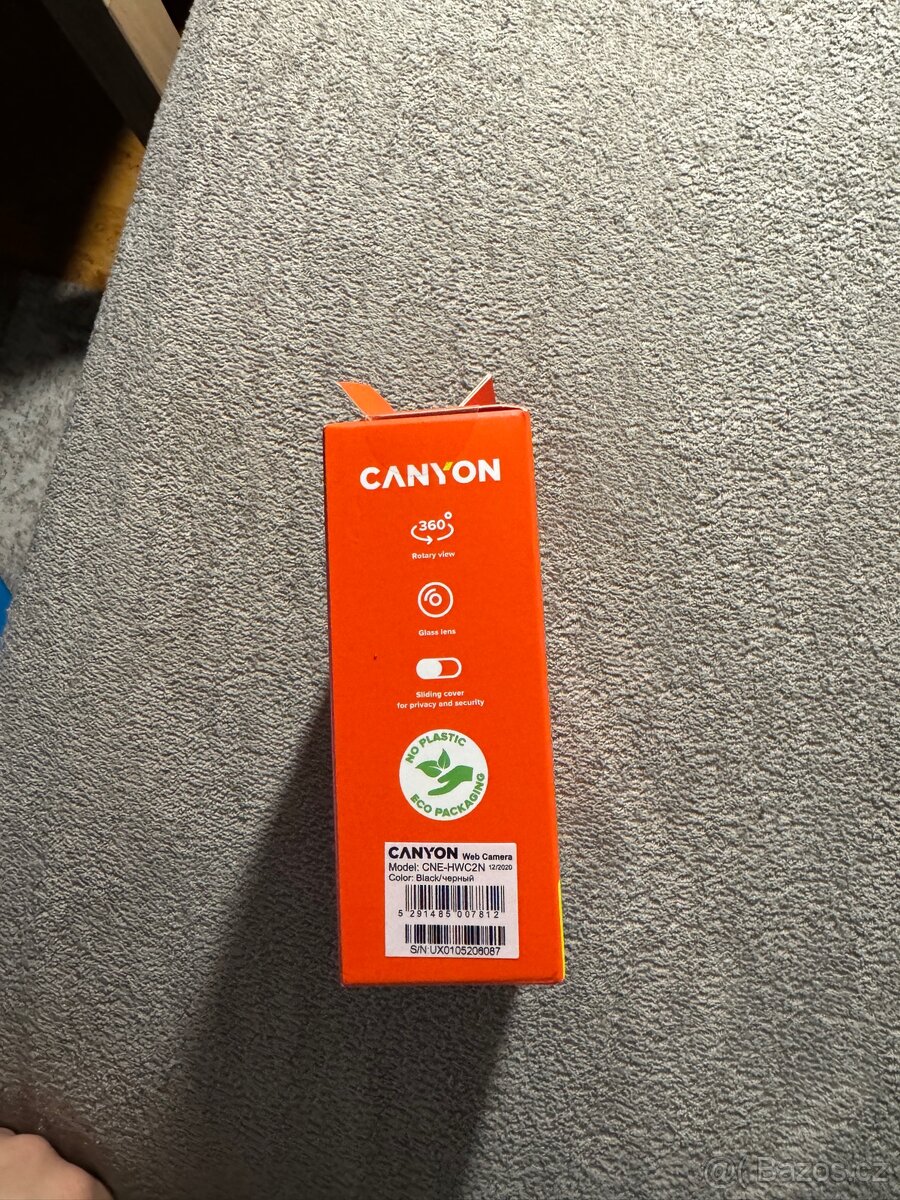 CANYON
360°
Rotary view
Glass lens
Sliding cover
for privacy and security
NO PLASTIC
ECO PACKAGING
CANYON Web Camera
Model: CNE-HWC2N 12/2020
Color: Black/черный
5 291485 007812
S/N:UX0105206087
@ Bazos.cz